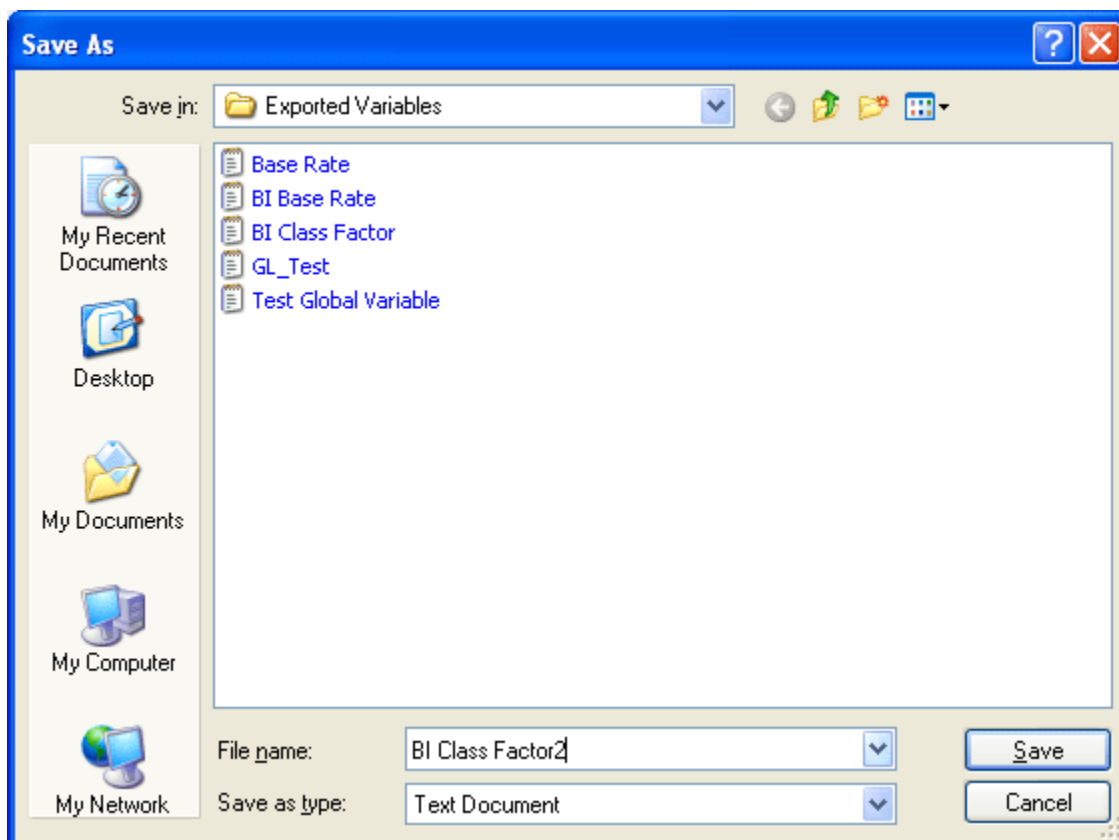 Save As
Save in: Exported Variables
My Recent
Documents
Desktop
My Documents
My Computer
My Network
Base Rate
BI Base Rate
BI Class Factor
GL_Test
Test Global Variable
File name: BI Class Factor2 Save
Save as type: Text Document Cancel